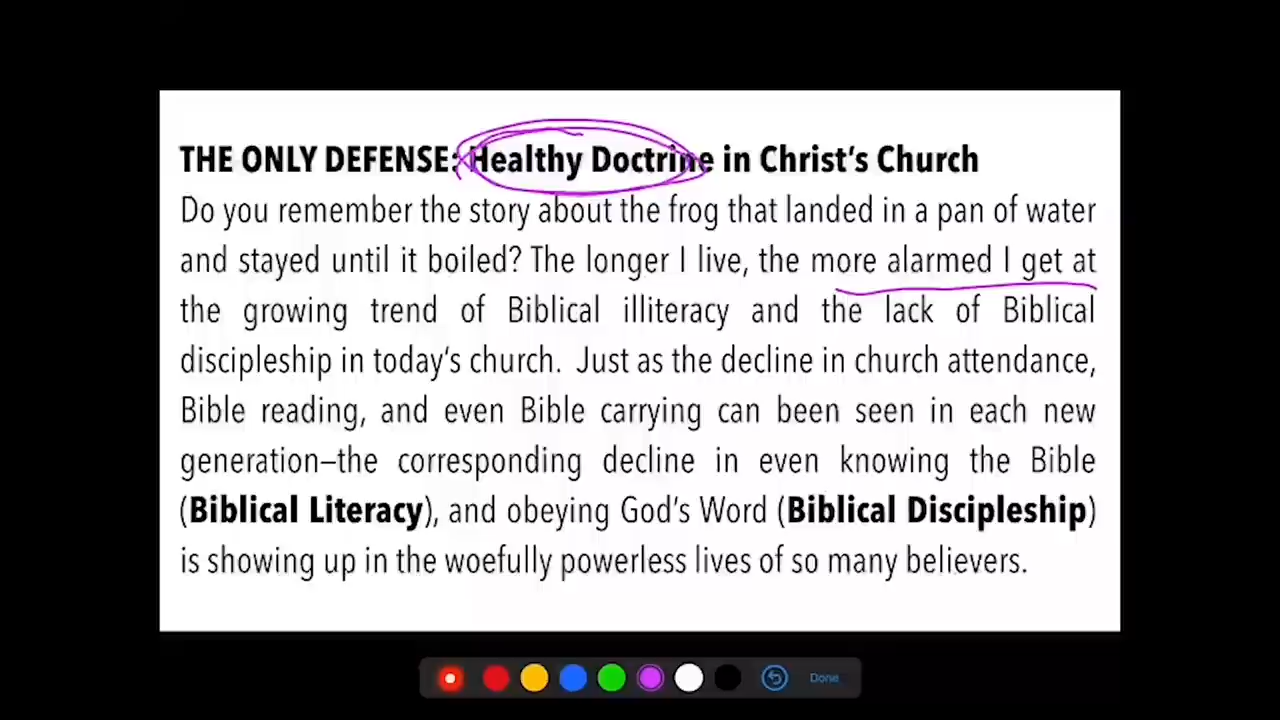 THE ONLY DEFENSE: Healthy Doctrine in Christ's Church
Do you remember the story about the frog that landed in a pan of water
and stayed until it boiled? The longer I live, the more alarmed I get at
the growing trend of Biblical illiteracy and the lack of Biblical
discipleship in today's church. Just as the decline in church attendance,
Bible reading, and even Bible carrying can been seen in each new
generation–the corresponding decline in even knowing the Bible
(Biblical Literacy), and obeying God's Word (Biblical Discipleship)
is showing up in the woefully powerless lives of so many believers.
Done